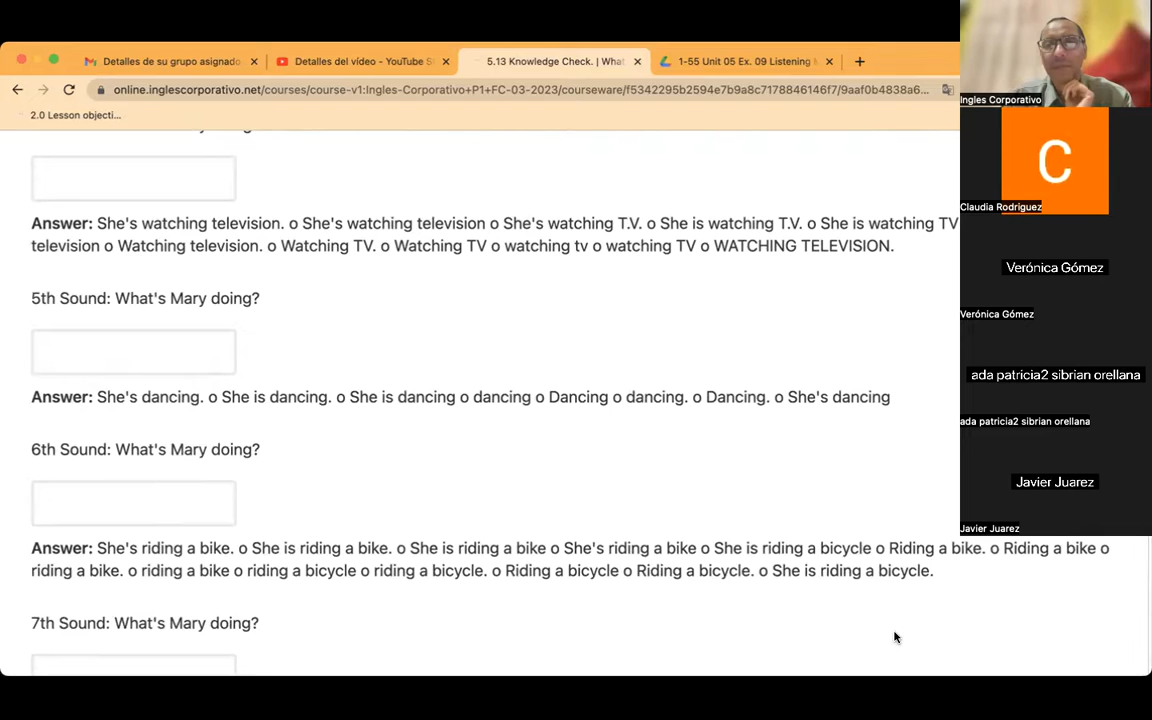 Detalles de su grupo asignado
Detalles del vídeo - YouTube S
5.13 Knowledge Check. | What
1-55 Unit 05 Ex. 09 Listening
online.inglescorporativo.net/courses/course-v1:Ingles-Corporativo+P1+FC-03-2023/courseware/f5342295b2594e7b9a8c7178846146f7/9aaf0b4838a6...
2.0 Lesson objecti...
Answer: She's watching television. o She's watching television o She's watching T.V. o She is watching T.V. o She is watching TV
television o Watching television. o Watching TV. o Watching TV o watching tv o watching TV o WATCHING TELEVISION.
5th Sound: What's Mary doing?
Answer: She's dancing. o She is dancing. o She is dancing o dancing o Dancing o dancing. o Dancing. o She's dancing
6th Sound: What's Mary doing?
Answer: She's riding a bike. o She is riding a bike. o She is riding a bike o She's riding a bike o She is riding a bicycle o Riding a bike. o Riding a bike o
riding a bike. o riding a bike o riding a bicycle o riding a bicycle. o Riding a bicycle o Riding a bicycle. o She is riding a bicycle.
7th Sound: What's Mary doing?
Ingles Corporativo
C
Claudia Rodriguez
Verónica Gómez
Verónica Gómez
ada patricia2 sibrian orellana
ada patricia2 sibrian orellana
Javier Juarez
Javier Juarez